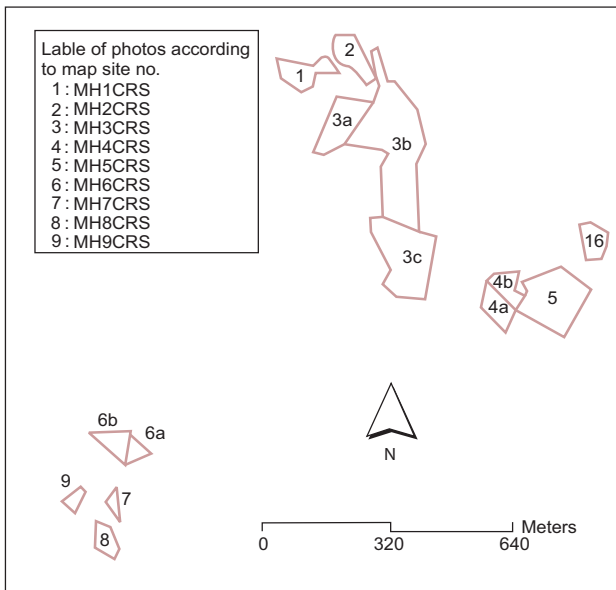 Lable of photos according
to map site no.
1 : MH1CRS
2 : MH2CRS
3 : MH3CRS
4 : MH4CRS
5 : MH5CRS
6 : MH6CRS
7 : MH7CRS
8 : MH8CRS
9 : MH9CRS
2
1
3a
3b
16
3c
4b
4a
5
6b
6a
9
7
8
N
Meters
0
320
640